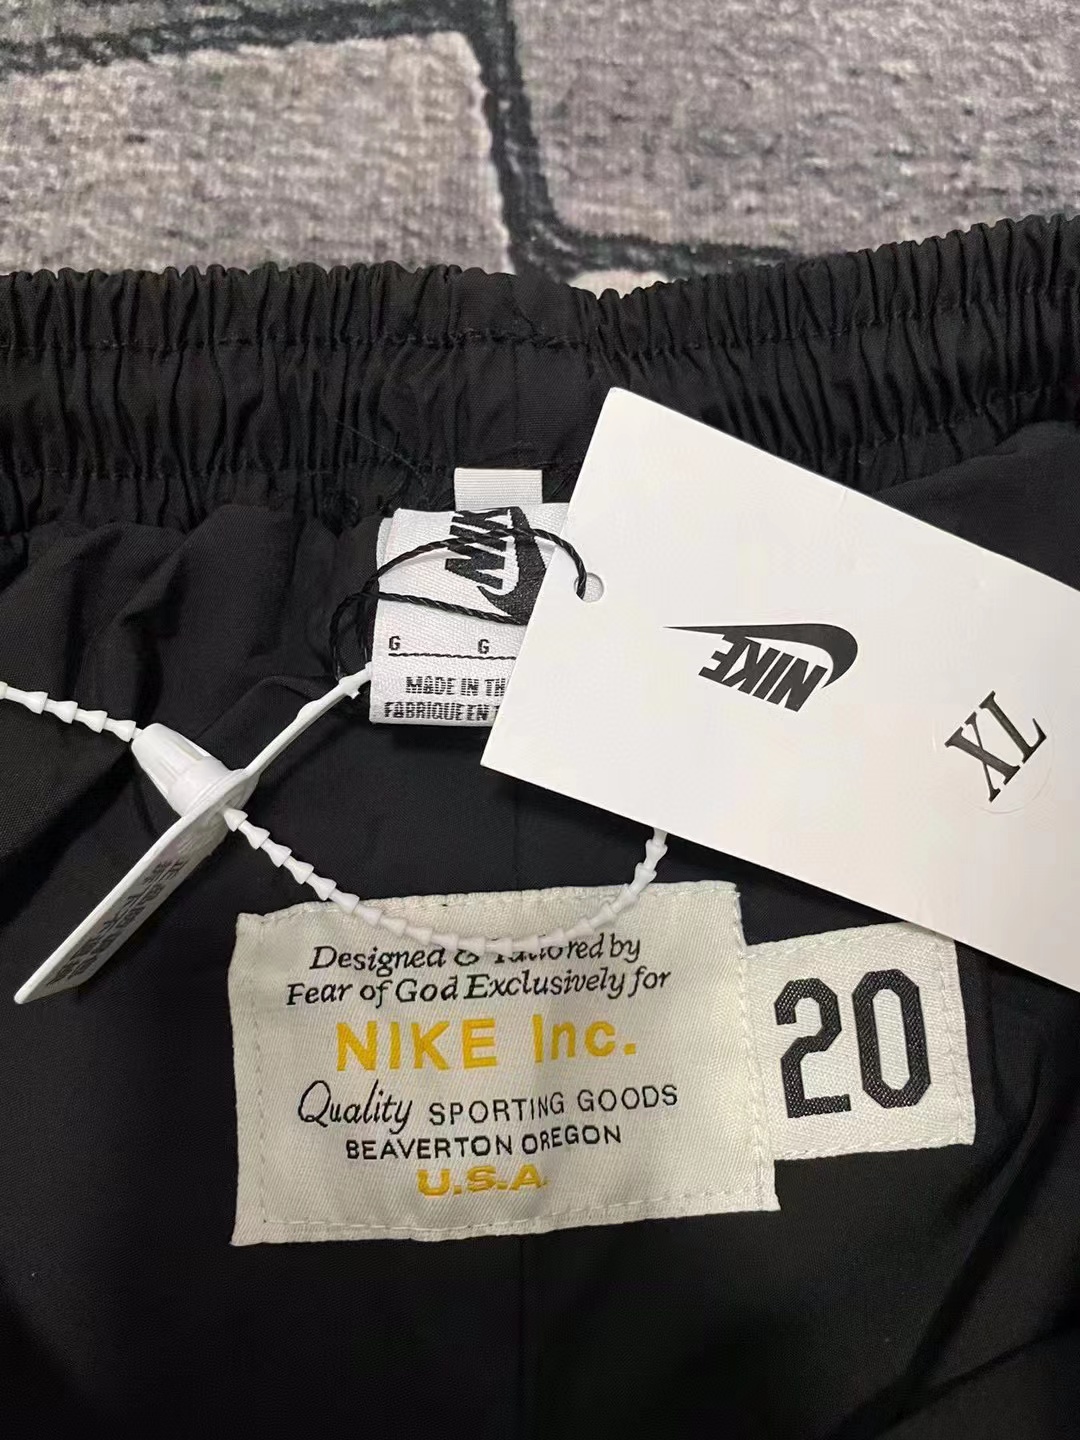 NIKE
G G
MADE IN TH
FABRIQUE EN T
NIKE
XL
Designed & Tailored by
Fear of God Exclusively for
NIKE Inc.
Quality SPORTING GOODS
BEAVERTON OREGON
U.S.A.
20